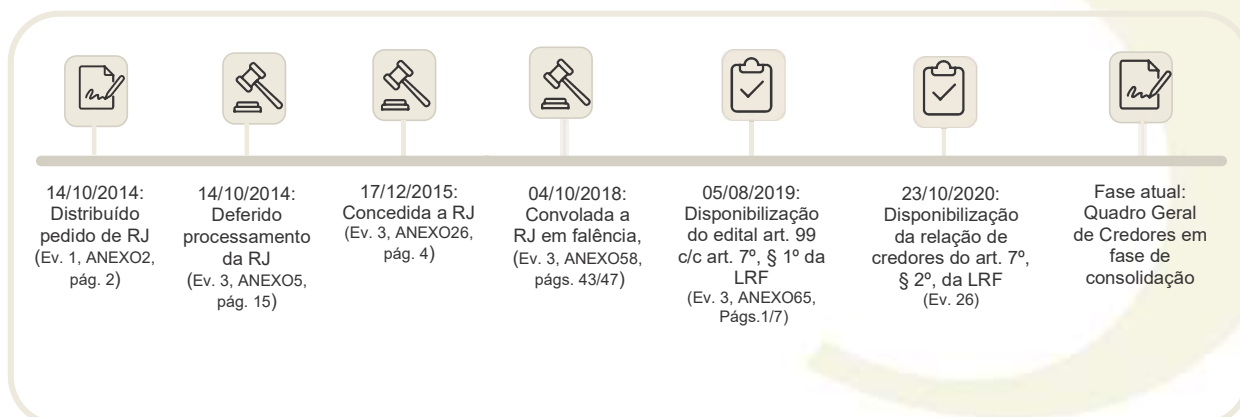 14/10/2014:
Distribuído
pedido de RJ
(Ev. 1, ANEXO2,
pág. 2)
14/10/2014:
Deferido
processamento
da RJ
(Ev. 3, ANEXO5,
pág. 15)
17/12/2015:
Concedida a RJ
(Ev. 3, ANEXO26,
pág. 4)
04/10/2018:
Convolada a
RJ em falência,
(Ev. 3, ANEXO58,
págs. 43/47)
05/08/2019:
Disponibilização
do edital art. 99
c/c art. 7º, § 1º da
LRF
(Ev. 3, ANEXO65,
Págs.1/7)
23/10/2020:
Disponibilização
da relação de
credores do art. 7º,
§ 2º, da LRF
(Ev. 26)
Fase atual:
Quadro Geral
de Credores em
fase de
consolidação